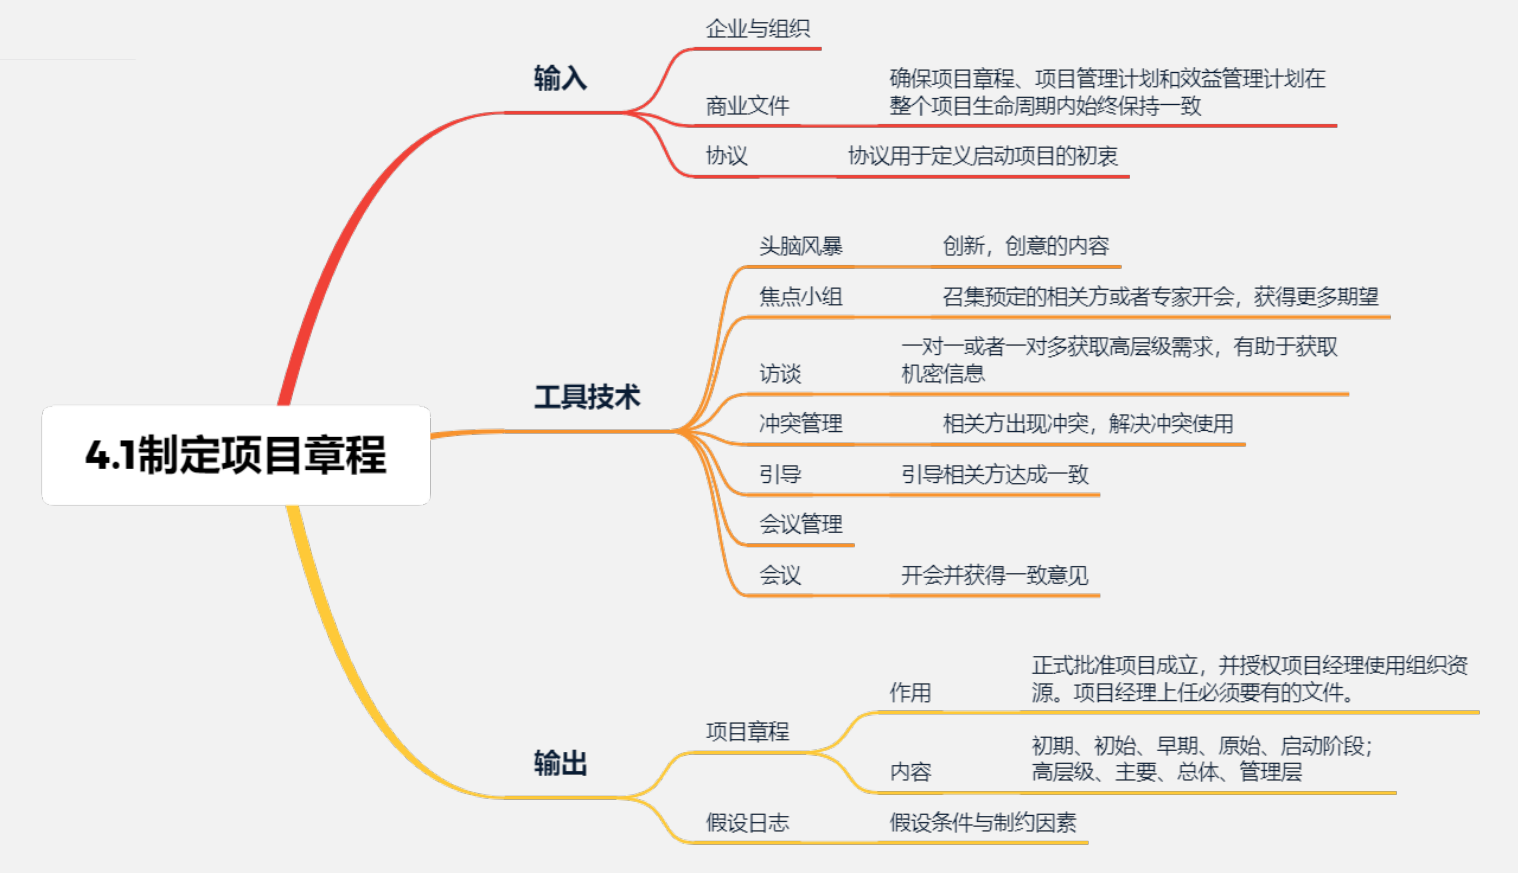 4.1制定项目章程
输入
企业与组织
商业文件
确保项目章程、项目管理计划和效益管理计划在
整个项目生命周期内始终保持一致
协议
协议用于定义启动项目的初衷
工具技术
头脑风暴
创新，创意的内容
焦点小组
召集预定的相关方或者专家开会，获得更多期望
访谈
一对一或者一对多获取高层级需求，有助于获取
机密信息
冲突管理
相关方出现冲突，解决冲突使用
引导
引导相关方达成一致
会议管理
会议
开会并获得一致意见
输出
项目章程
作用
正式批准项目成立，并授权项目经理使用组织资
源。项目经理上任必须要有的文件。
内容
初期、初始、早期、原始、启动阶段；
高层级、主要、总体、管理层
假设日志
假设条件与制约因素